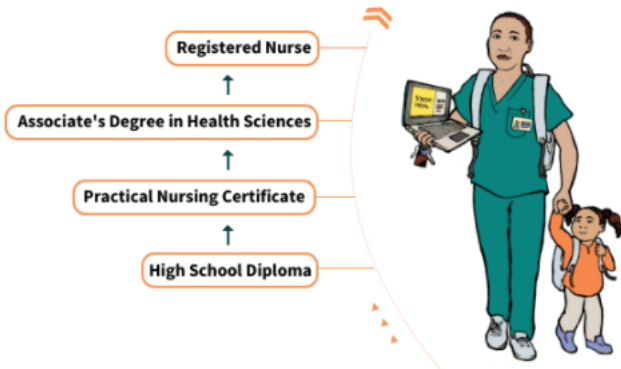 Registered Nurse
Associate's Degree in Health Sciences
Practical Nursing Certificate
High School Diploma